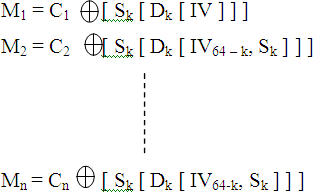 M₁ = C₁ ⊕[ Sₖ [ Dₖ [ IV ] ] ]
M₂ = C₂ ⊕[ Sₖ [ Dₖ [ IV₆₄ ₋ ₖ, Sₖ ] ] ]
Mₙ = Cₙ ⊕ [ Sₖ [ Dₖ [ IV₆₄₋ₖ, Sₖ ] ] ]